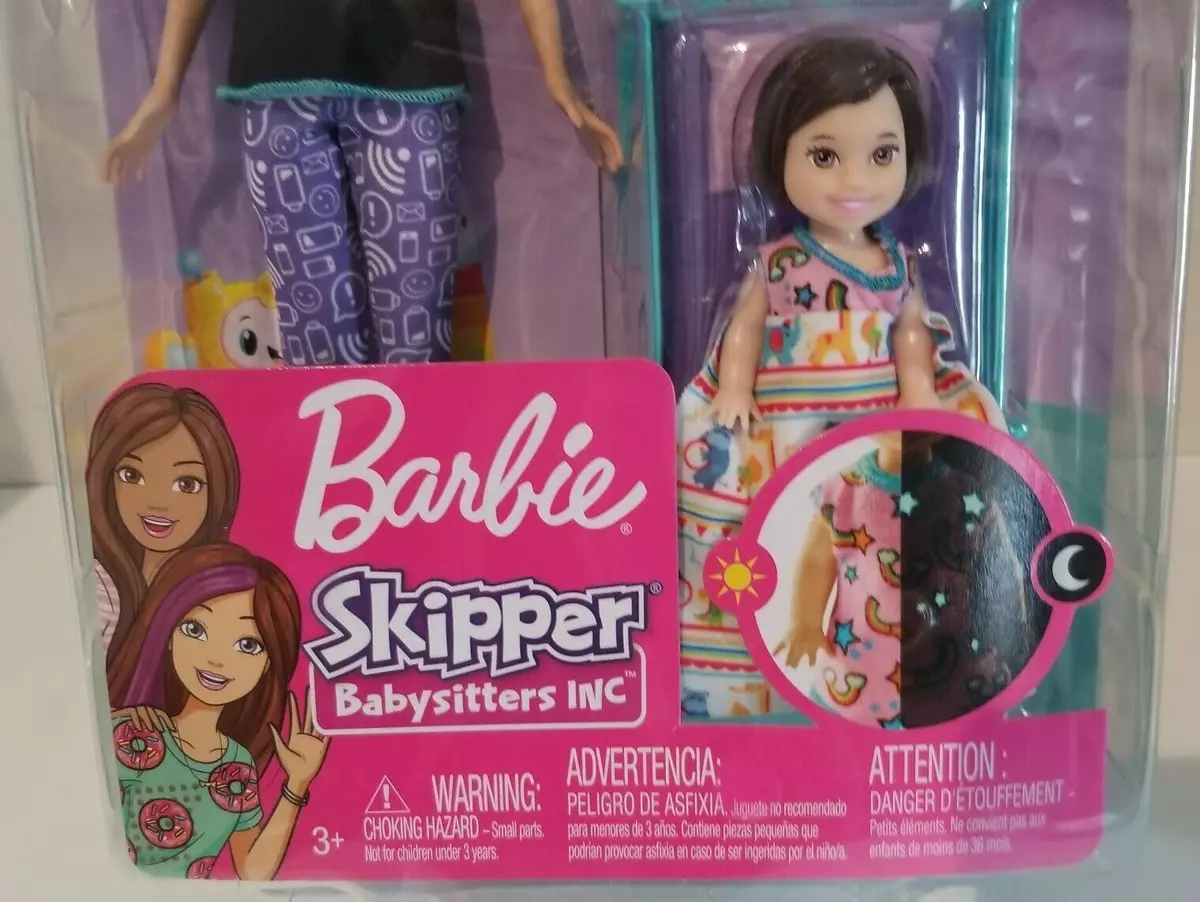 Barbie®
Skipper®
Babysitters INC™
3+
WARNING:
CHOKING HAZARD – Small parts.
Not for children under 3 years.
ADVERTENCIA:
PELIGRO DE ASFIXIA. Juguete no recomendado
para menores de 3 años. Contiene piezas pequeñas que
podrían provocar asfixia en caso de ser ingeridas por el niño/a.
ATTENTION :
DANGER D'ÉTOUFFEMENT -
Petits éléments. Ne convient pas aux
enfants de moins de 36 mois.